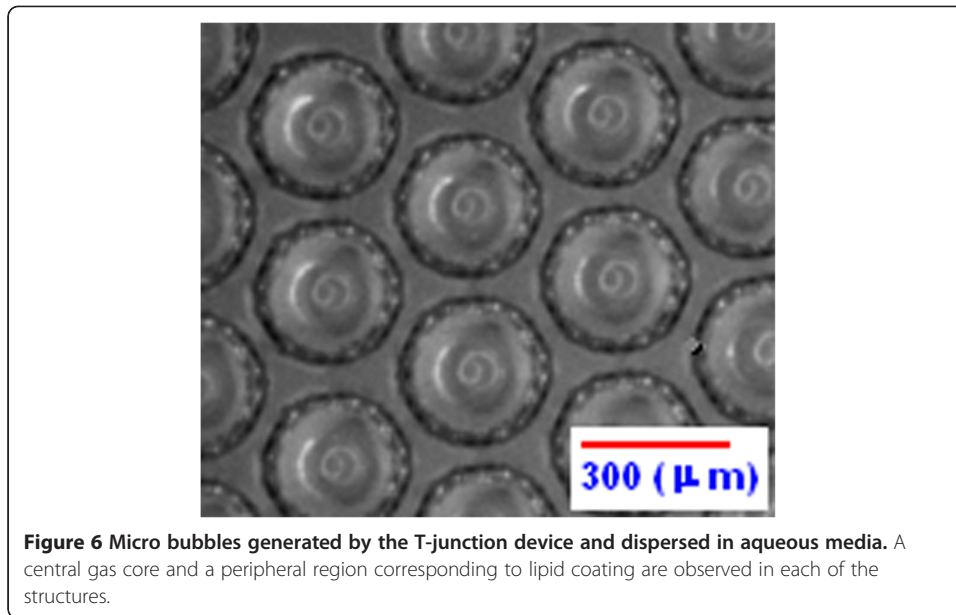 300 (μm)
Figure 6 Micro bubbles generated by the T-junction device and dispersed in aqueous media. A
central gas core and a peripheral region corresponding to lipid coating are observed in each of the
structures.